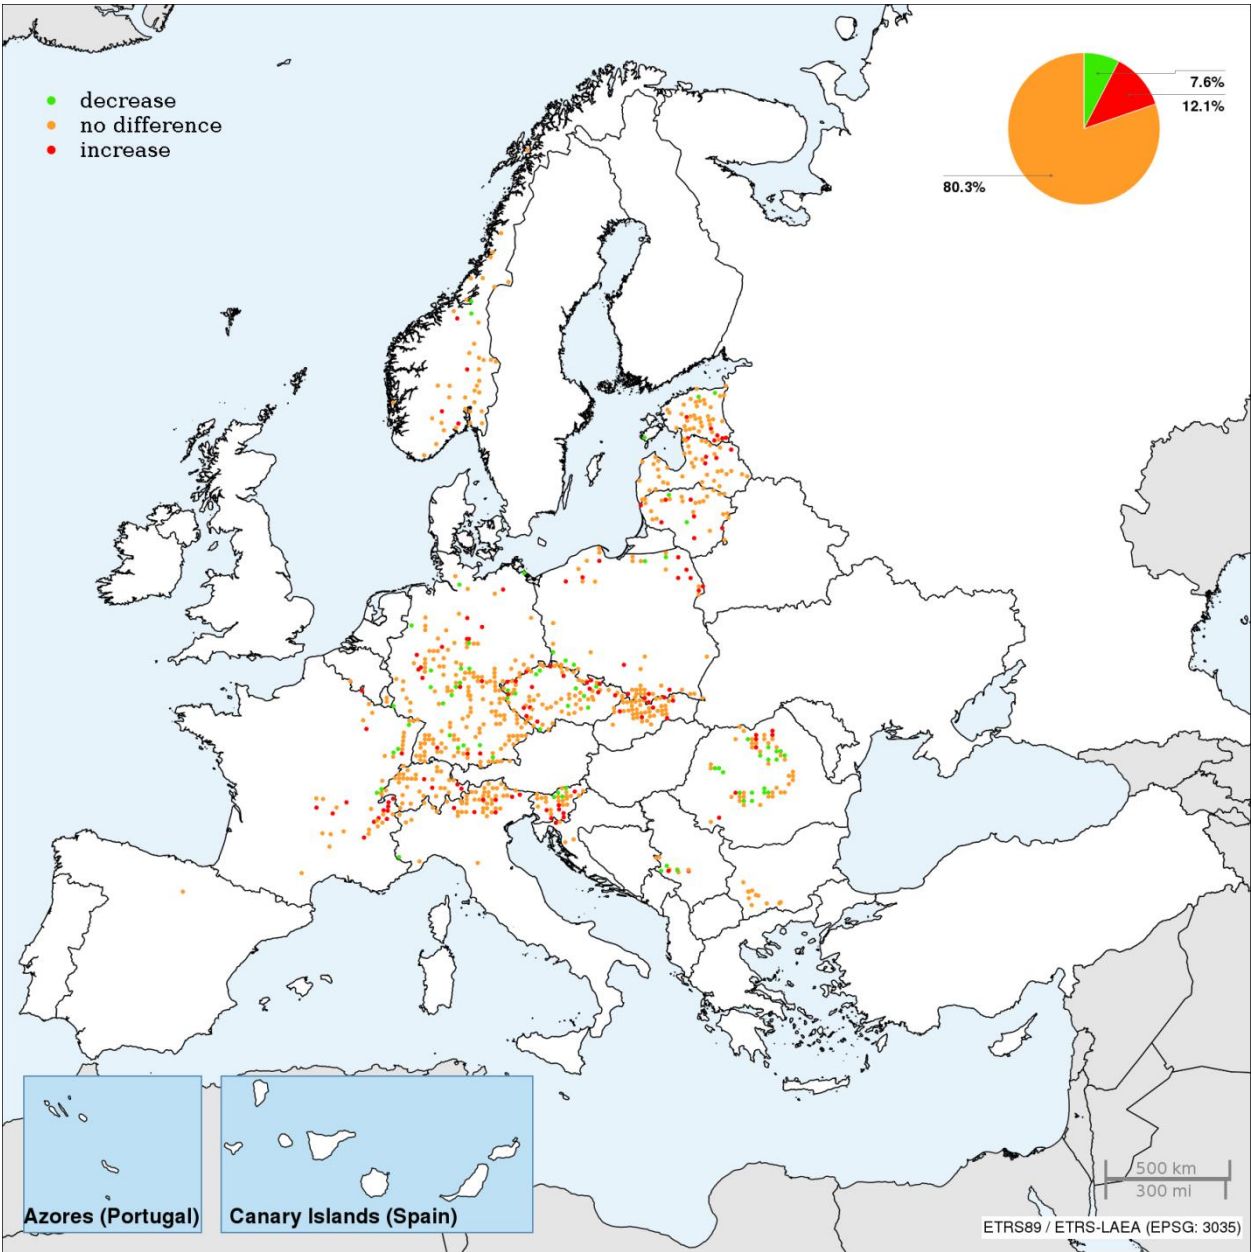 decrease
no difference
increase
7.6%
12.1%
80.3%
500 km
300 mi
Azores (Portugal)
Canary Islands (Spain)
ETRS89 / ETRS-LAEA (EPSG: 3035)